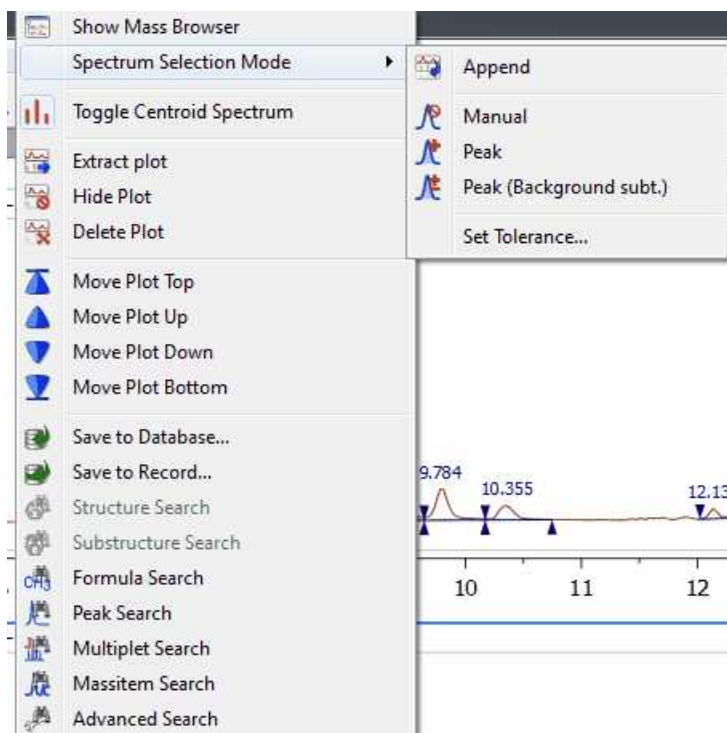 Show Mass Browser
Spectrum Selection Mode
Toggle Centroid Spectrum
Extract plot
Hide Plot
Delete Plot
Move Plot Top
Move Plot Up
Move Plot Down
Move Plot Bottom
Save to Database...
Save to Record...
Structure Search
Substructure Search
CH3 Formula Search
Peak Search
Multiplet Search
Massitem Search
Advanced Search
Append
Manual
Peak
Peak (Background subt.)
Set Tolerance...
9.784
10.355
12.13
10 11 12